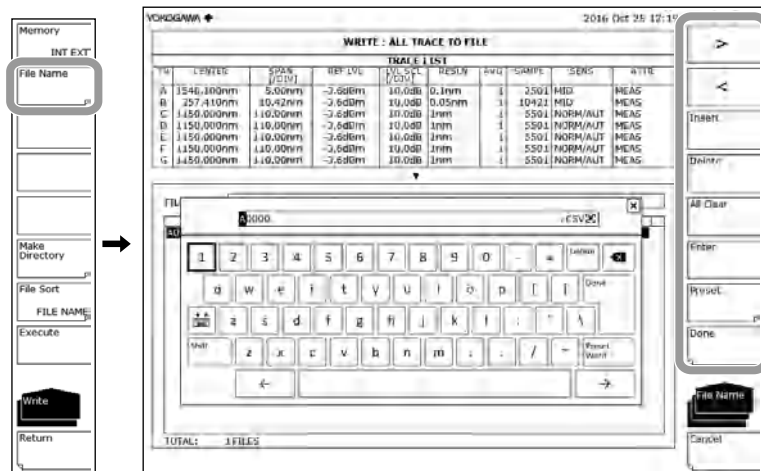 Memory
INT EXT
File Name
Make
Directory
File Sort
FILE NAME
Execute
Write
Return
YOKOGAWA
2016 Oct 25 17:19
WRITE : ALL TRACE TO FILE
TRACE LIST
CENTER SPAN [/DIV] REF LVL LVL SCL [/DIV] RESLN AVG SAMPL SENS ATTR
A 1548.100nm 5.00nm -3.6dBm 10.0dB 0.1nm 1 2501 MID MEAS
B 757.410nm 10.42nm -3.6dBm 10.0dB 0.05nm 1 10421 MID MEAS
C 1150.000nm 110.00nm -3.6dBm 10.0dB 1nm 1 5501 NORM/AUT MEAS
D 1150.000nm 110.00nm -3.6dBm 10.0dB 1nm 1 5501 NORM/AUT MEAS
E 1150.000nm 110.00nm -3.6dBm 10.0dB 1nm 1 5501 NORM/AUT MEAS
F 1150.000nm 110.00nm -3.6dBm 10.0dB 1nm 1 5501 NORM/AUT MEAS
G 1150.000nm 110.00nm -3.6dBm 10.0dB 1nm 1 5501 NORM/AUT MEAS
A0000 .CSV
1 2 3 4 5 6 7 8 9 0 - =
q w e r t y u i o p [ ] Done
a s d f g h j k l ; ' \
Shift z x c v b n m , . / ~ Preset Word
← →
TOTAL: 1FILES
>
<
Insert
Delete
All Clear
Enter
Preset
Done
File Name
Cancel